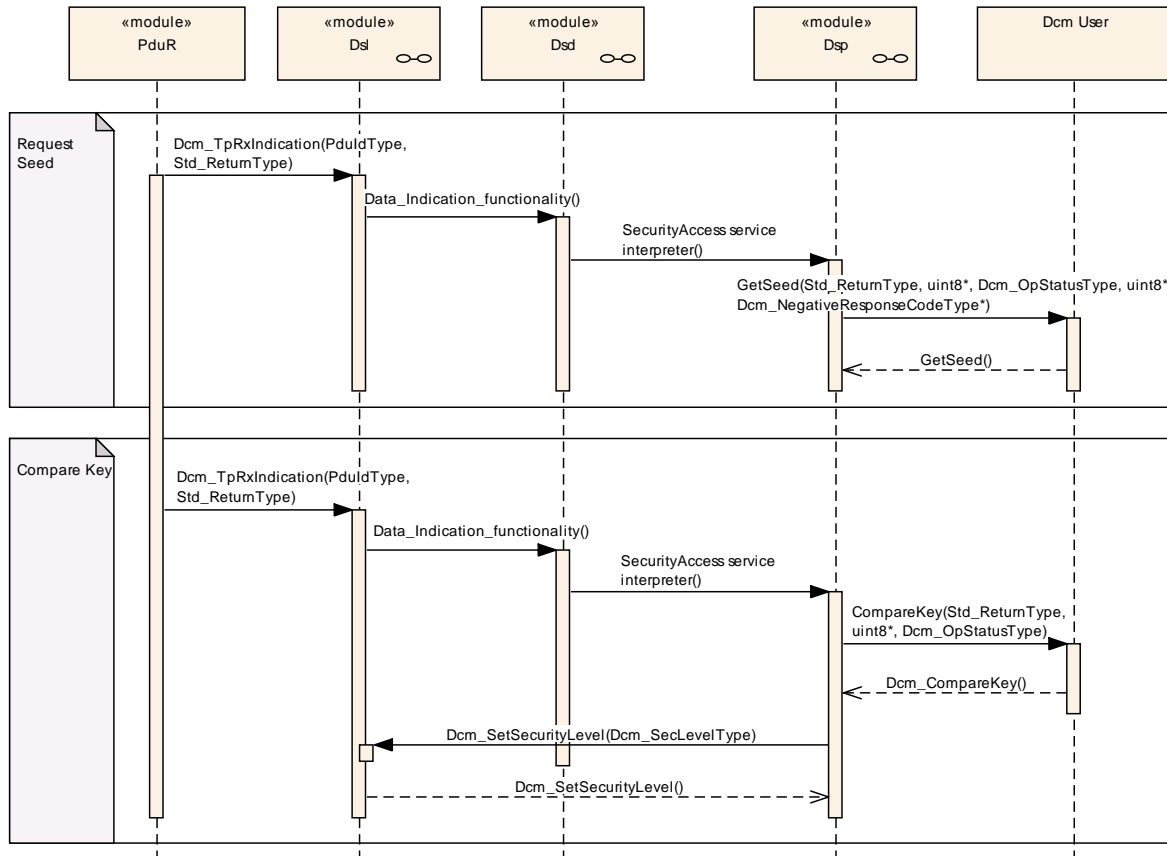 «module»
PduR
«module»
Dsl
«module»
Dsd
«module»
Dsp
Dcm User
Request
Seed
Dcm_TpRxIndication(PduIdType,
Std_ReturnType)
Data_Indication_functionality()
SecurityAccess service
interpreter()
GetSeed(Std_ReturnType, uint8*, Dcm_OpStatusType, uint8*
Dcm_NegativeResponseCodeType*)
GetSeed()
Compare Key
Dcm_TpRxIndication(PduIdType,
Std_ReturnType)
Data_Indication_functionality()
SecurityAccess service
interpreter()
CompareKey(Std_ReturnType,
uint8*, Dcm_OpStatusType)
Dcm_CompareKey()
Dcm_SetSecurityLevel(Dcm_SecLevelType)
Dcm_SetSecurityLevel()